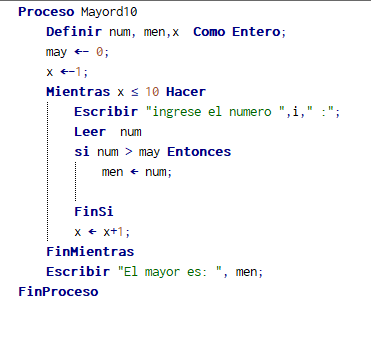 Proceso Mayord10
Definir num, men,x Como Entero;
may ← 0;
x ←1;
Mientras x ≤ 10 Hacer
Escribir "ingrese el numero ",i," :";
Leer num
si num > may Entonces
men ← num;
FinSi
x ← x+1;
FinMientras
Escribir "El mayor es: ", men;
FinProceso